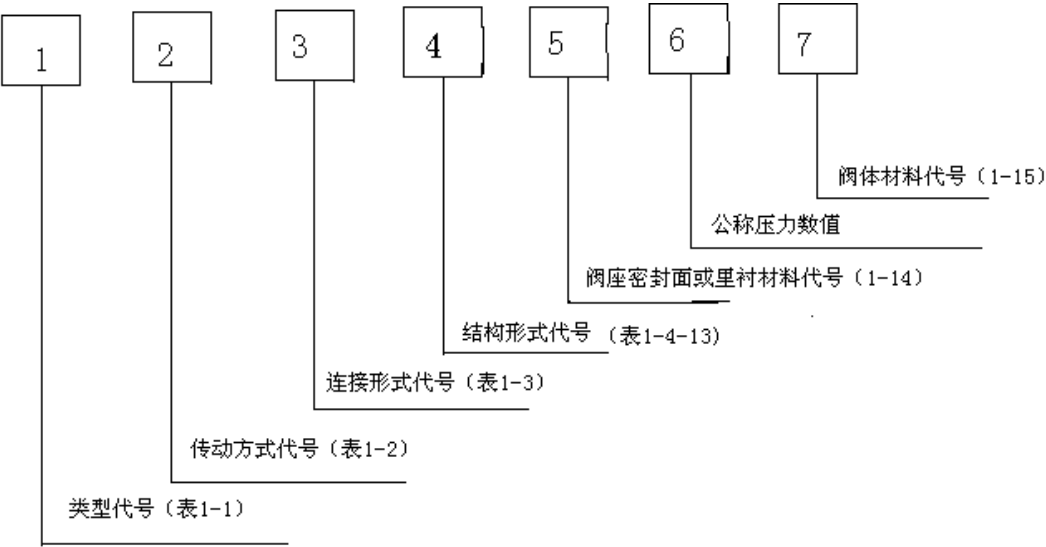 1 2 3 4 5 6 7
阀体材料代号（1-15）
公称压力数值
阀座密封面或里衬材料代号（1-14）
结构形式代号 （表1-4-13)
连接形式代号（表1-3）
传动方式代号（表1-2）
类型代号（表1-1）